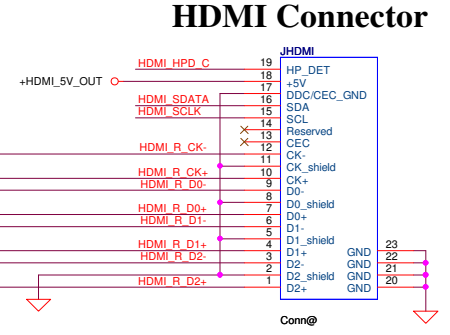 HDMI Connector
JHDMI
HDMI_HPD_C 19 HP_DET
+HDMI_5V_OUT 18 +5V
17 DDC/CEC_GND
HDMI_SDATA 16 SDA
HDMI_SCLK 15 SCL
14 Reserved
13 CEC
HDMI_R_CK- 12 CK-
11 CK_shield
HDMI_R_CK+ 10 CK+
HDMI_R_D0- 9 D0-
8 D0_shield
HDMI_R_D0+ 7 D0+
HDMI_R_D1- 6 D1-
5 D1_shield
HDMI_R_D1+ 4 D1+ GND 23
HDMI_R_D2- 3 D2- GND 22
2 D2_shield GND 21
HDMI_R_D2+ 1 D2+ GND 20
Conn@